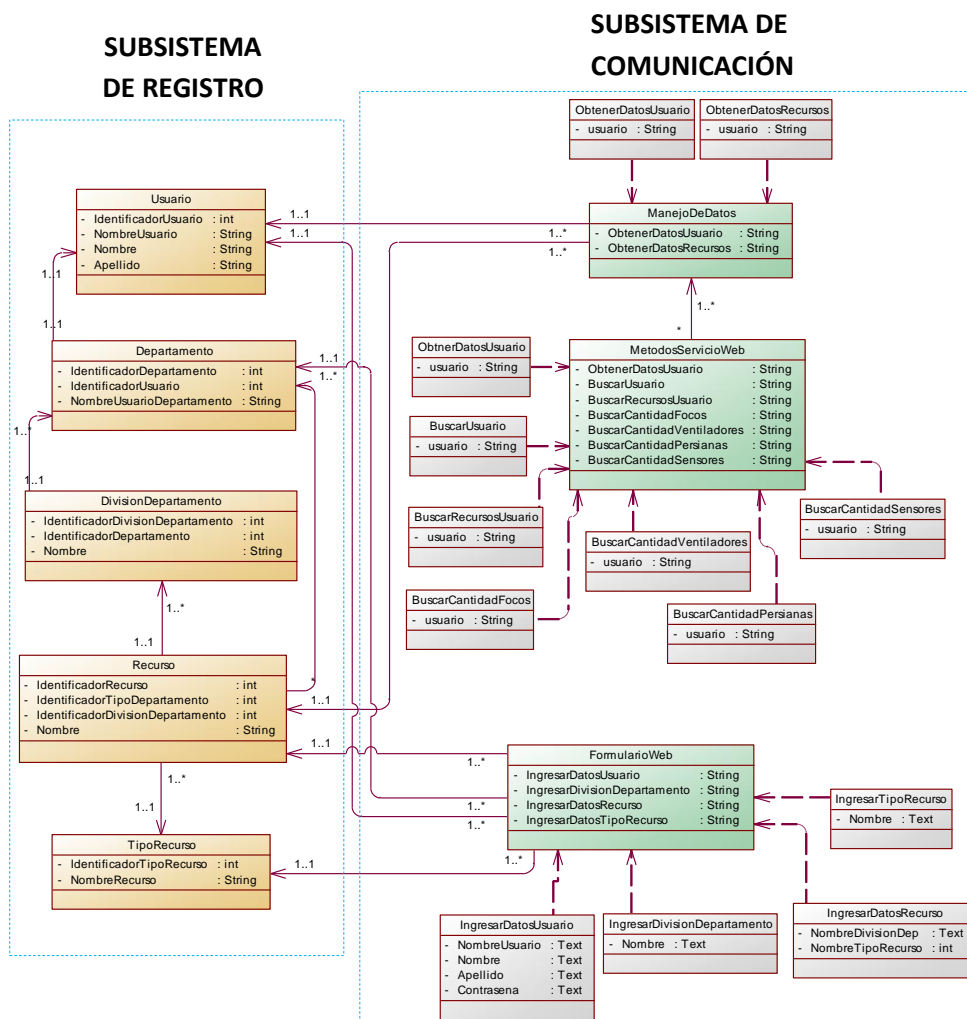 SUBSISTEMA
DE REGISTRO
SUBSISTEMA DE
COMUNICACIÓN
Usuario
- IdentificadorUsuario : int
- NombreUsuario : String
- Nombre : String
- Apellido : String
1..1
1..1
Departamento
- IdentificadorDepartamento : int
- IdentificadorUsuario : int
- NombreUsuarioDepartamento : String
1..*
1..1
DivisionDepartamento
- IdentificadorDivisionDepartamento : int
- IdentificadorDepartamento : int
- Nombre : String
1..*
1..1
Recurso
- IdentificadorRecurso : int
- IdentificadorTipoDepartamento : int
- IdentificadorDivisionDepartamento : int
- Nombre : String
*
1..*
1..1
TipoRecurso
- IdentificadorTipoRecurso : int
- NombreRecurso : String
1..1
1..1
1..1
1..*
1..1
1..1
1..1
ObtenerDatosUsuario
- usuario : String
ObtenerDatosRecursos
- usuario : String
ManejoDeDatos
- ObtenerDatosUsuario : String
- ObtenerDatosRecursos : String
1..*
1..*
1..*
*
ObtnerDatosUsuario
- usuario : String
MetodosServicioWeb
- ObtenerDatosUsuario : String
- BuscarUsuario : String
- BuscarRecursosUsuario : String
- BuscarCantidadFocos : String
- BuscarCantidadVentiladores : String
- BuscarCantidadPersianas : String
- BuscarCantidadSensores : String
BuscarUsuario
- usuario : String
BuscarRecursosUsuario
- usuario : String
BuscarCantidadVentiladores
- usuario : String
BuscarCantidadSensores
- usuario : String
BuscarCantidadFocos
- usuario : String
BuscarCantidadPersianas
- usuario : String
FormularioWeb
- IngresarDatosUsuario : String
- IngresarDivisionDepartamento : String
- IngresarDatosRecurso : String
- IngresarDatosTipoRecurso : String
1..*
1..*
1..*
1..*
IngresarTipoRecurso
- Nombre : Text
IngresarDatosUsuario
- NombreUsuario : Text
- Nombre : Text
- Apellido : Text
- Contrasena : Text
IngresarDivisionDepartamento
- Nombre : Text
IngresarDatosRecurso
- NombreDivisionDep : Text
- NombreTipoRecurso : int